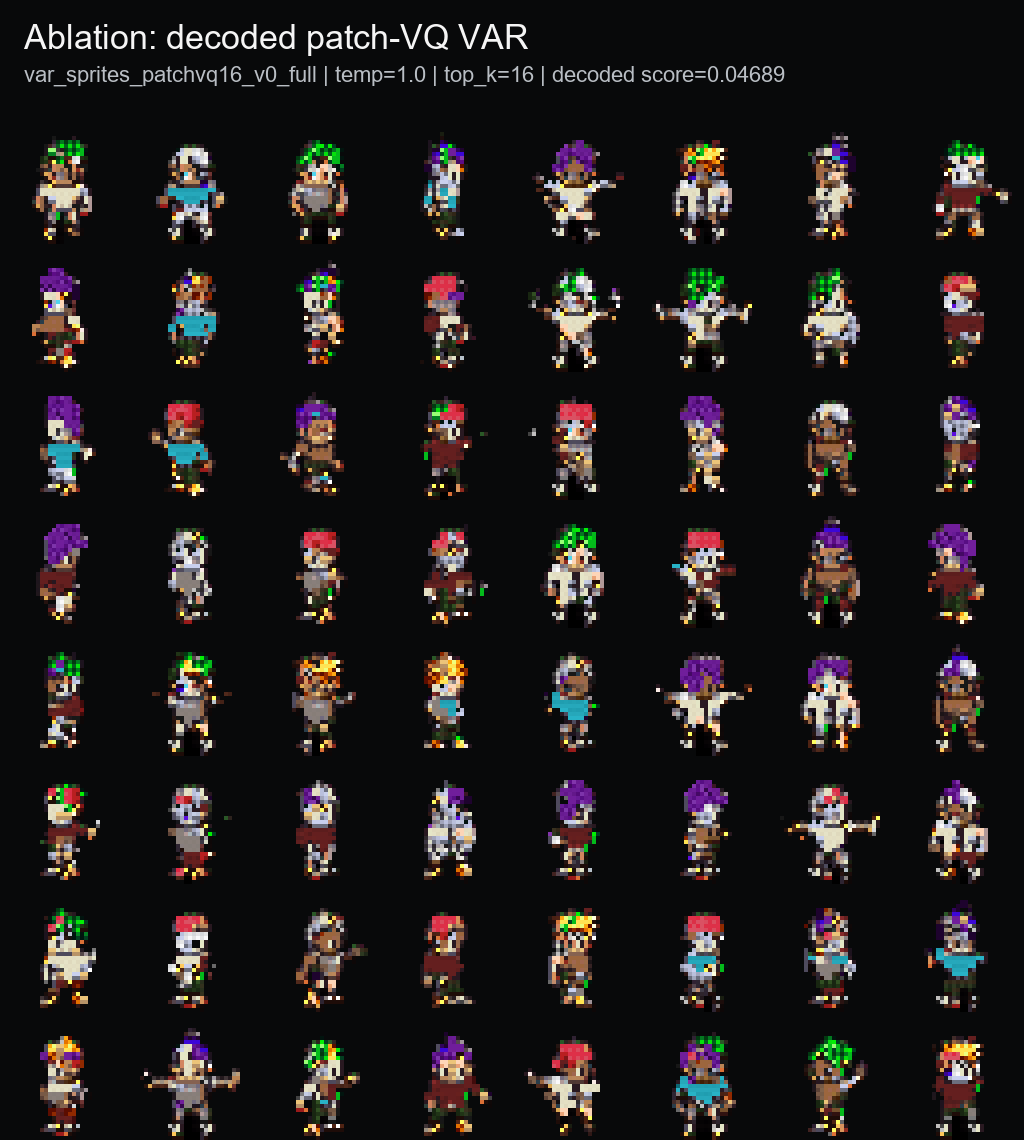 Ablation: decoded patch-VQ VAR
var_sprites_patchvq16_v0_full | temp=1.0 | top_k=16 | decoded score=0.04689